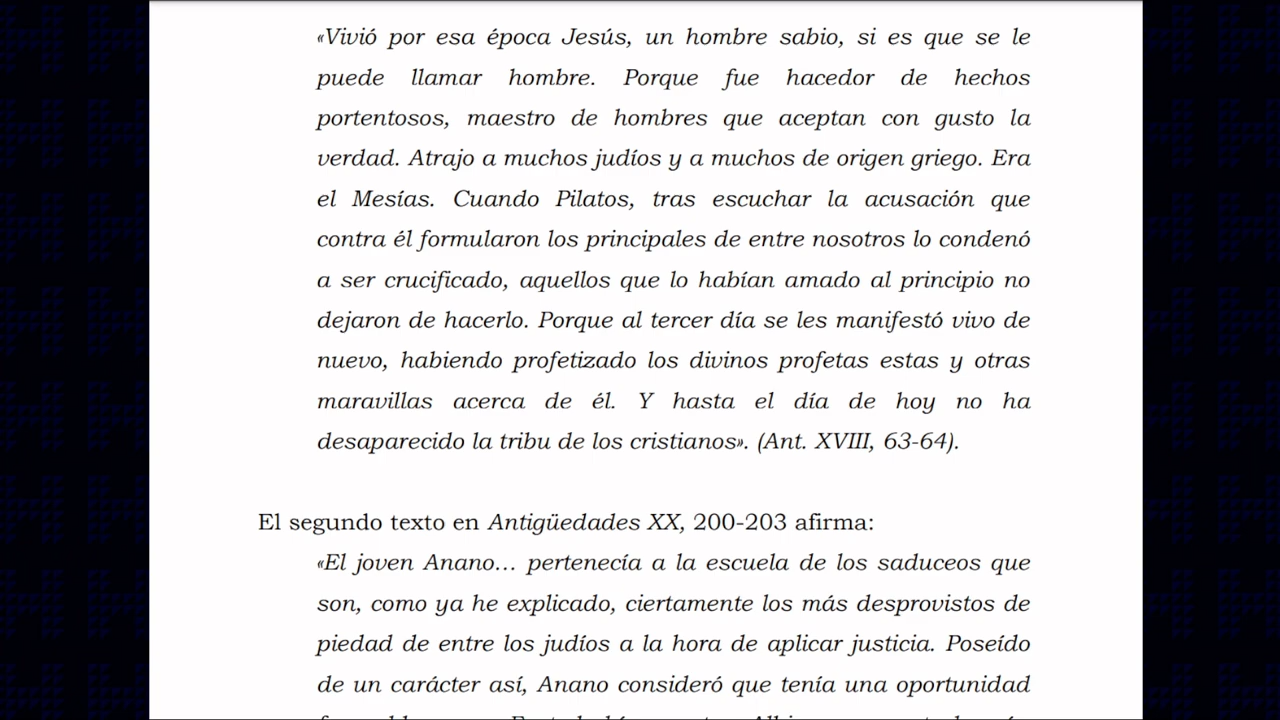 «Vivió por esa época Jesús, un hombre sabio, si es que se le
puede llamar hombre. Porque fue hacedor de hechos
portentosos, maestro de hombres que aceptan con gusto la
verdad. Atrajo a muchos judíos y a muchos de origen griego. Era
el Mesías. Cuando Pilatos, tras escuchar la acusación que
contra él formularon los principales de entre nosotros lo condenó
a ser crucificado, aquellos que lo habían amado al principio no
dejaron de hacerlo. Porque al tercer día se les manifestó vivo de
nuevo, habiendo profetizado los divinos profetas estas y otras
maravillas acerca de él. Y hasta el día de hoy no ha
desaparecido la tribu de los cristianos». (Ant. XVIII, 63-64).
El segundo texto en Antigüedades XX, 200-203 afirma:
«El joven Anano… pertenecía a la escuela de los saduceos que
son, como ya he explicado, ciertamente los más desprovistos de
piedad de entre los judíos a la hora de aplicar justicia. Poseído
de un carácter así, Anano consideró que tenía una oportunidad